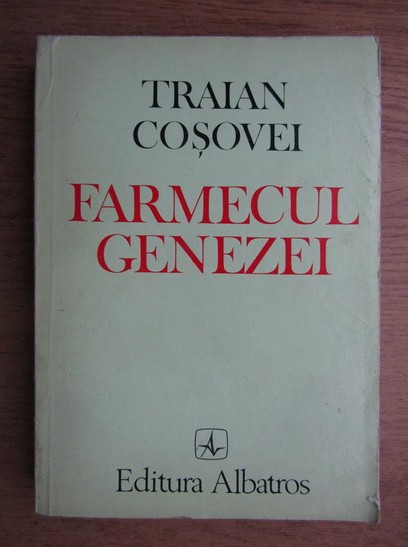 TRAIAN
COȘOVEI
FARMECUL
GENEZEI
Editura Albatros